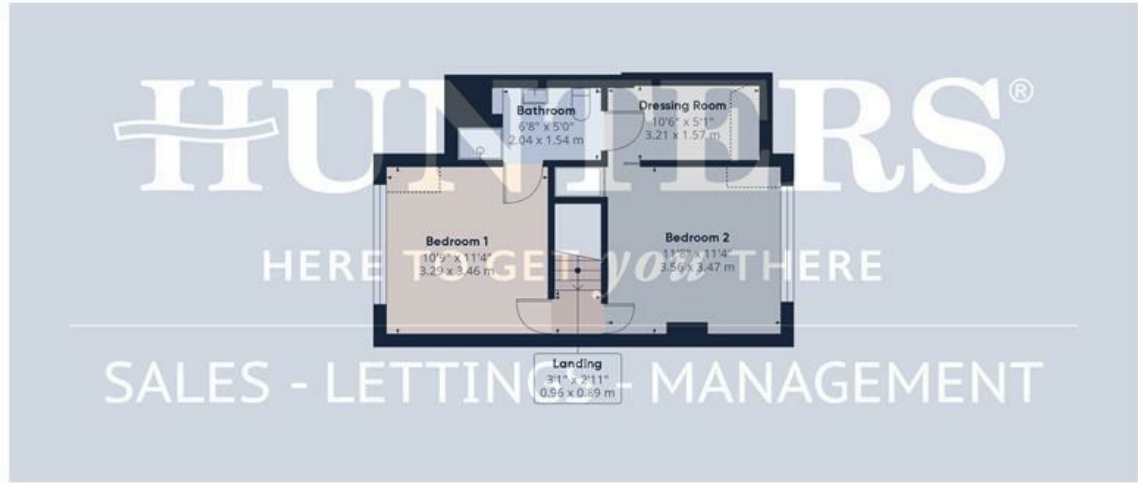 HUNTERS®
HERE TO GET you THERE
SALES - LETTINGS - MANAGEMENT
Bathroom
6'8" x 5'0"
2.04 x 1.54 m
Dressing Room
10'6" x 5'1"
3.21 x 1.57 m
Bedroom 1
10'9" x 11'4"
3.29 x 3.46 m
Bedroom 2
11'8" x 11'4"
3.56 x 3.47 m
Landing
3'1" x 2'11"
0.96 x 0.89 m